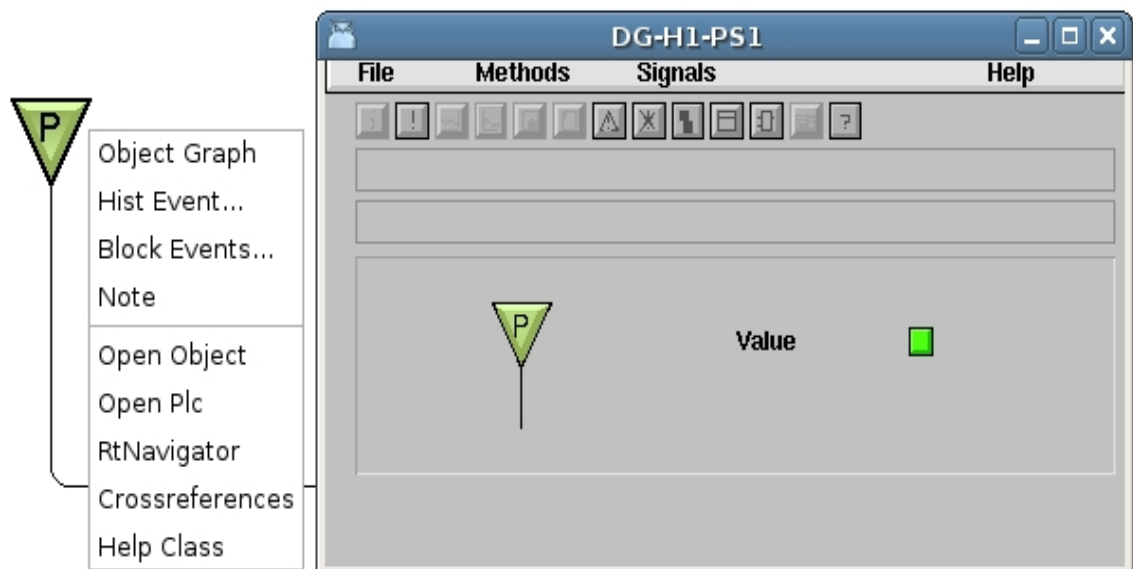 DG-H1-PS1
File Methods Signals Help
P
Object Graph
Hist Event...
Block Events...
Note
Open Object
Open Plc
RtNavigator
Crossreferences
Help Class
i ! ?
P
Value